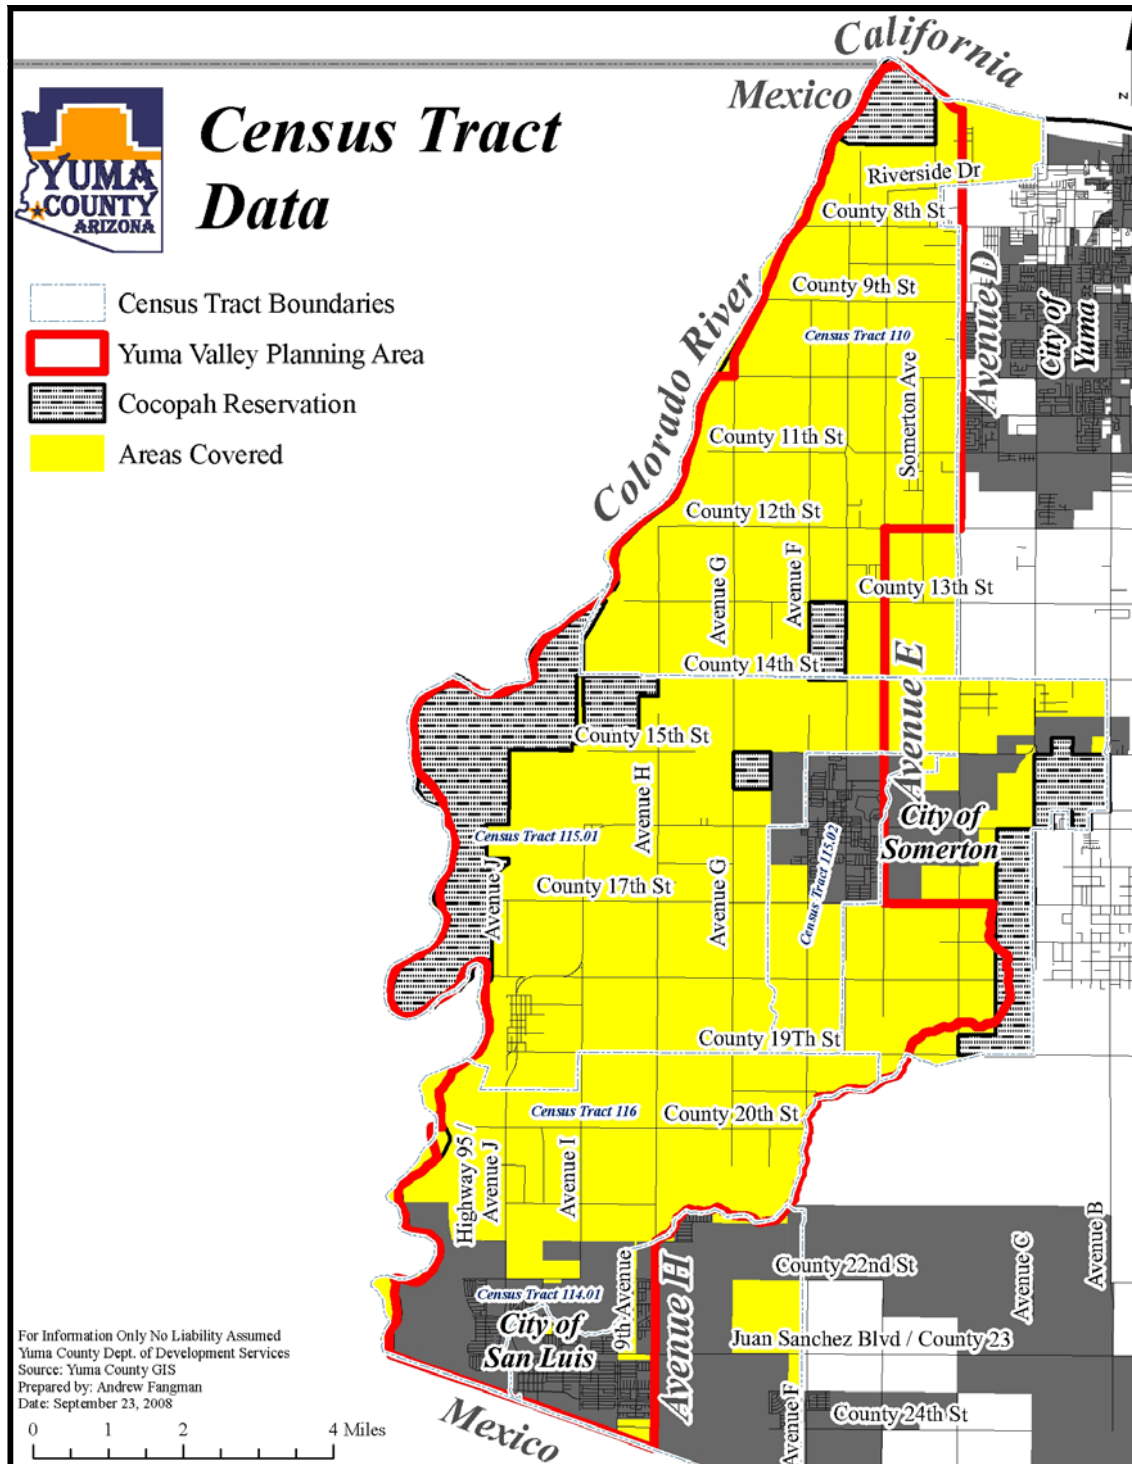 California
Mexico
N
Census Tract
Data
YUMA
COUNTY
ARIZONA
Riverside Dr
County 8th St
Census Tract Boundaries
Yuma Valley Planning Area
Cocopah Reservation
Areas Covered
Colorado River
County 9th St
Avenue D
City of
Yuma
Census Tract 110
Somerton Ave
County 11th St
County 12th St
Avenue G
Avenue F
County 13th St
County 14th St
Avenue E
County 15th St
Avenue H
City of
Somerton
Census Tract 115.01
Census Tract 115.02
Avenue J
County 17th St
Avenue G
County 19Th St
Census Tract 116
County 20th St
Highway 95 /
Avenue J
Avenue I
Avenue B
Avenue C
County 22nd St
9th Avenue
Avenue H
Census Tract 114.01
City of
San Luis
Juan Sanchez Blvd / County 23
Avenue F
County 24th St
Mexico
For Information Only No Liability Assumed
Yuma County Dept. of Development Services
Source: Yuma County GIS
Prepared by: Andrew Fangman
Date: September 23, 2008
0 1 2 4 Miles